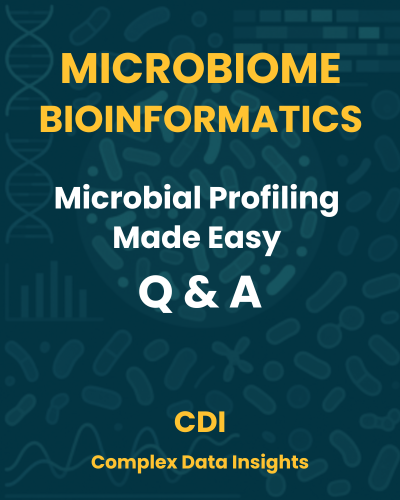 MICROBIOME
BIOINFORMATICS
Microbial Profiling
Made Easy
Q & A
CDI
Complex Data Insights